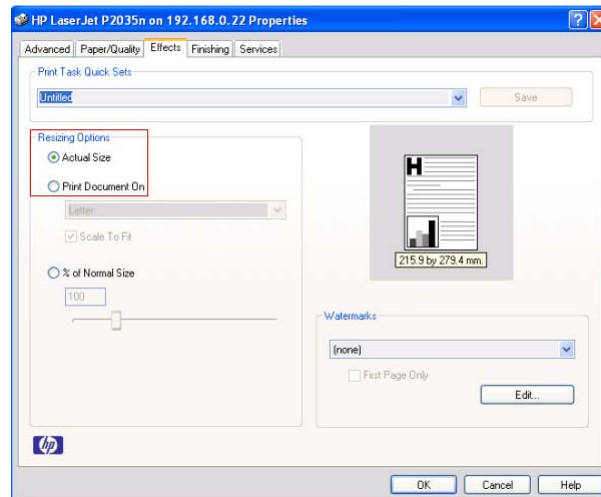 HP LaserJet P2035n on 192.168.0.22 Properties
Advanced Paper/Quality Effects Finishing Services
Print Task Quick Sets
Untitled
Save
Resizing Options
Actual Size
Print Document On
Letter
Scale To Fit
% of Normal Size
100
H
215.9 by 279.4 mm.
Watermarks
(none)
First Page Only
Edit...
hp
OK Cancel Help